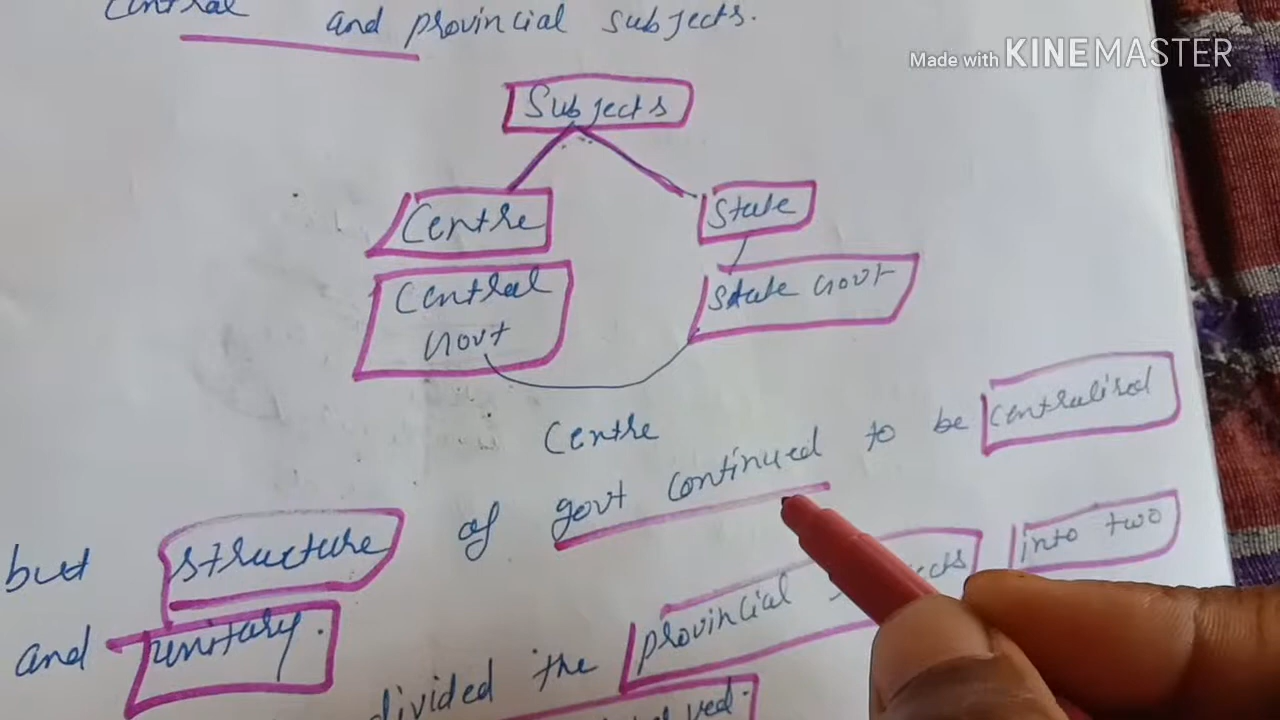 Central and provincial subjects.
Made with KINEMASTER
Subjects
Centre State
Central State Govt
Govt
Centre
but structure of govt continued to be centralised
and unitary.
divided the provincial into two